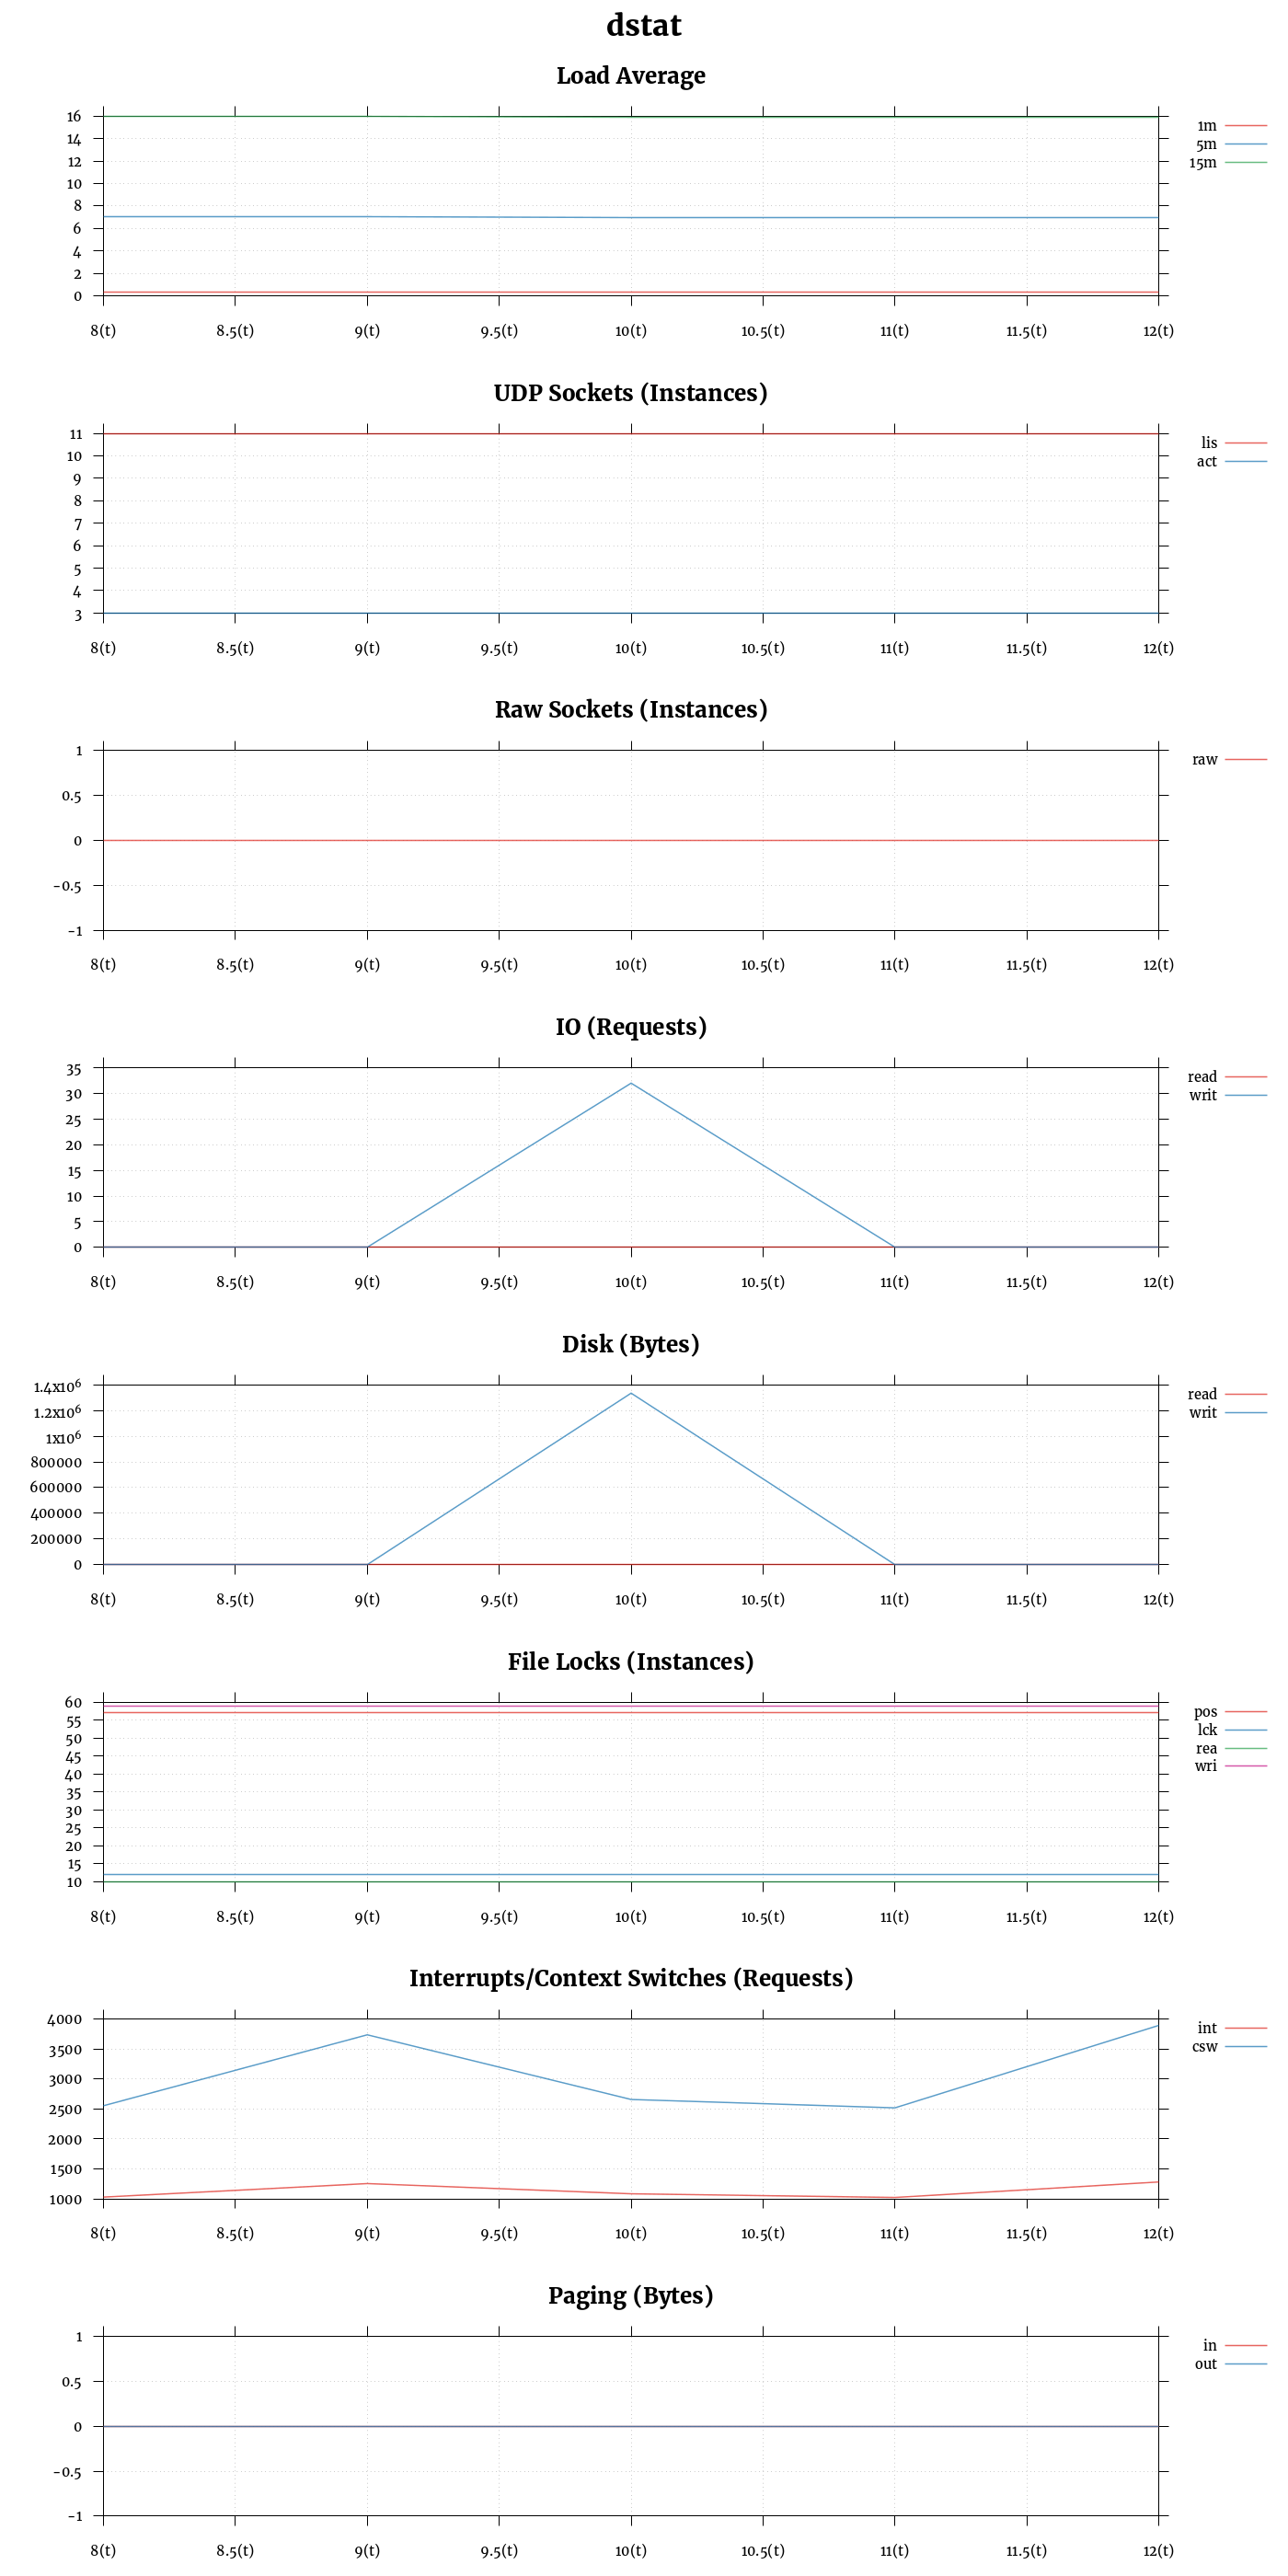 dstat
Load Average
16
14
12
10
8
6
4
2
0
8(t) 8.5(t) 9(t) 9.5(t) 10(t) 10.5(t) 11(t) 11.5(t) 12(t)
1m
5m
15m
UDP Sockets (Instances)
11
10
9
8
7
6
5
4
3
8(t) 8.5(t) 9(t) 9.5(t) 10(t) 10.5(t) 11(t) 11.5(t) 12(t)
lis
act
Raw Sockets (Instances)
1
0.5
0
-0.5
-1
8(t) 8.5(t) 9(t) 9.5(t) 10(t) 10.5(t) 11(t) 11.5(t) 12(t)
raw
IO (Requests)
35
30
25
20
15
10
5
0
8(t) 8.5(t) 9(t) 9.5(t) 10(t) 10.5(t) 11(t) 11.5(t) 12(t)
read
writ
Disk (Bytes)
1.4x10⁶
1.2x10⁶
1x10⁶
800000
600000
400000
200000
0
8(t) 8.5(t) 9(t) 9.5(t) 10(t) 10.5(t) 11(t) 11.5(t) 12(t)
read
writ
File Locks (Instances)
60
55
50
45
40
35
30
25
20
15
10
8(t) 8.5(t) 9(t) 9.5(t) 10(t) 10.5(t) 11(t) 11.5(t) 12(t)
pos
lck
rea
wri
Interrupts/Context Switches (Requests)
4000
3500
3000
2500
2000
1500
1000
8(t) 8.5(t) 9(t) 9.5(t) 10(t) 10.5(t) 11(t) 11.5(t) 12(t)
int
csw
Paging (Bytes)
1
0.5
0
-0.5
-1
8(t) 8.5(t) 9(t) 9.5(t) 10(t) 10.5(t) 11(t) 11.5(t) 12(t)
in
out